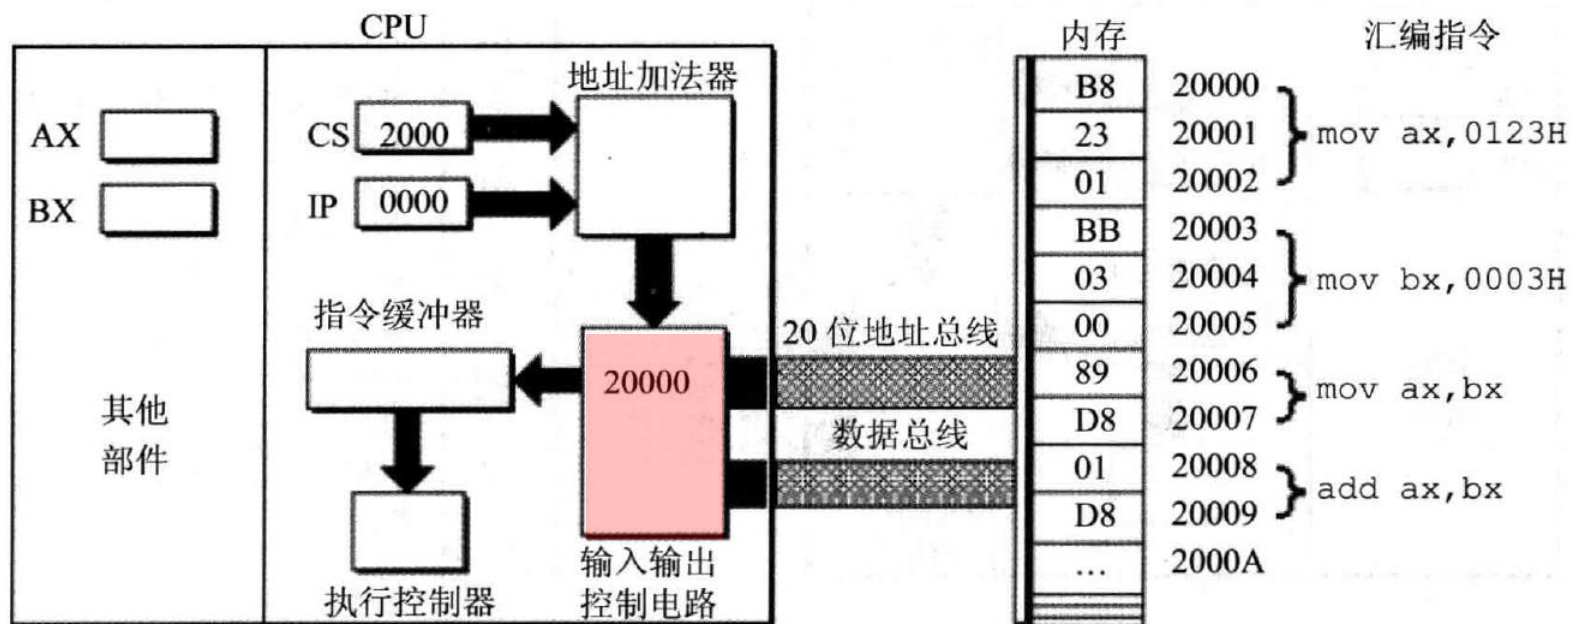 CPU
内存
汇编指令
地址加法器
AX
BX
CS
2000
IP
0000
指令缓冲器
20000
其他
部件
执行控制器
输入输出
控制电路
20 位地址总线
数据总线
B8
20000
23
20001
mov ax,0123H
01
20002
BB
20003
03
20004
mov bx,0003H
00
20005
89
20006
mov ax,bx
D8
20007
01
20008
add ax,bx
D8
20009
...
2000A